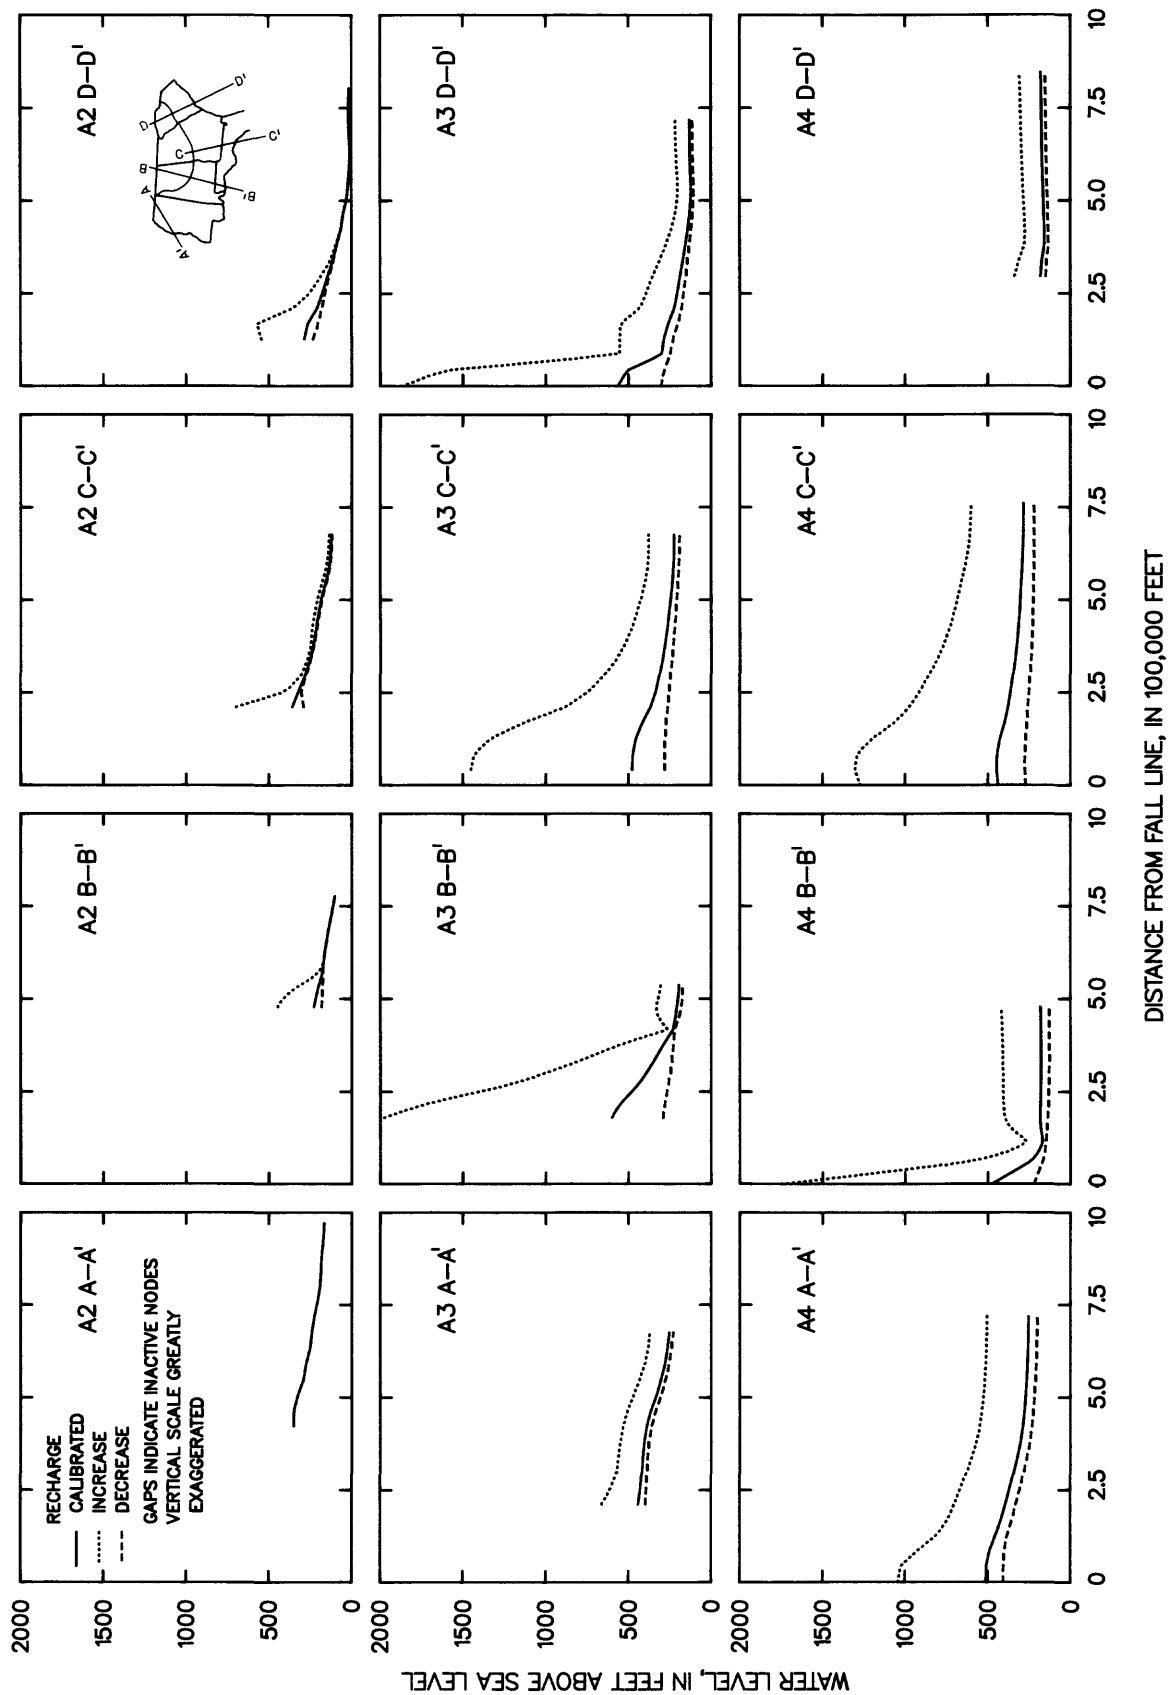 2000
1500
1000
500
0
RECHARGE
CALIBRATED
INCREASE
DECREASE
GAPS INDICATE INACTIVE NODES
VERTICAL SCALE GREATLY
EXAGGERATED
A2 A–A'
A2 B–B'
A2 C–C'
A2 D–D'
A
A'
B
B'
C
C'
D
D'
WATER LEVEL, IN FEET ABOVE SEA LEVEL
2000
1500
1000
500
0
A3 A–A'
A3 B–B'
A3 C–C'
A3 D–D'
2000
1500
1000
500
0
A4 A–A'
A4 B–B'
A4 C–C'
A4 D–D'
0 2.5 5.0 7.5 10
0 2.5 5.0 7.5 10
0 2.5 5.0 7.5 10
0 2.5 5.0 7.5 10
DISTANCE FROM FALL LINE, IN 100,000 FEET